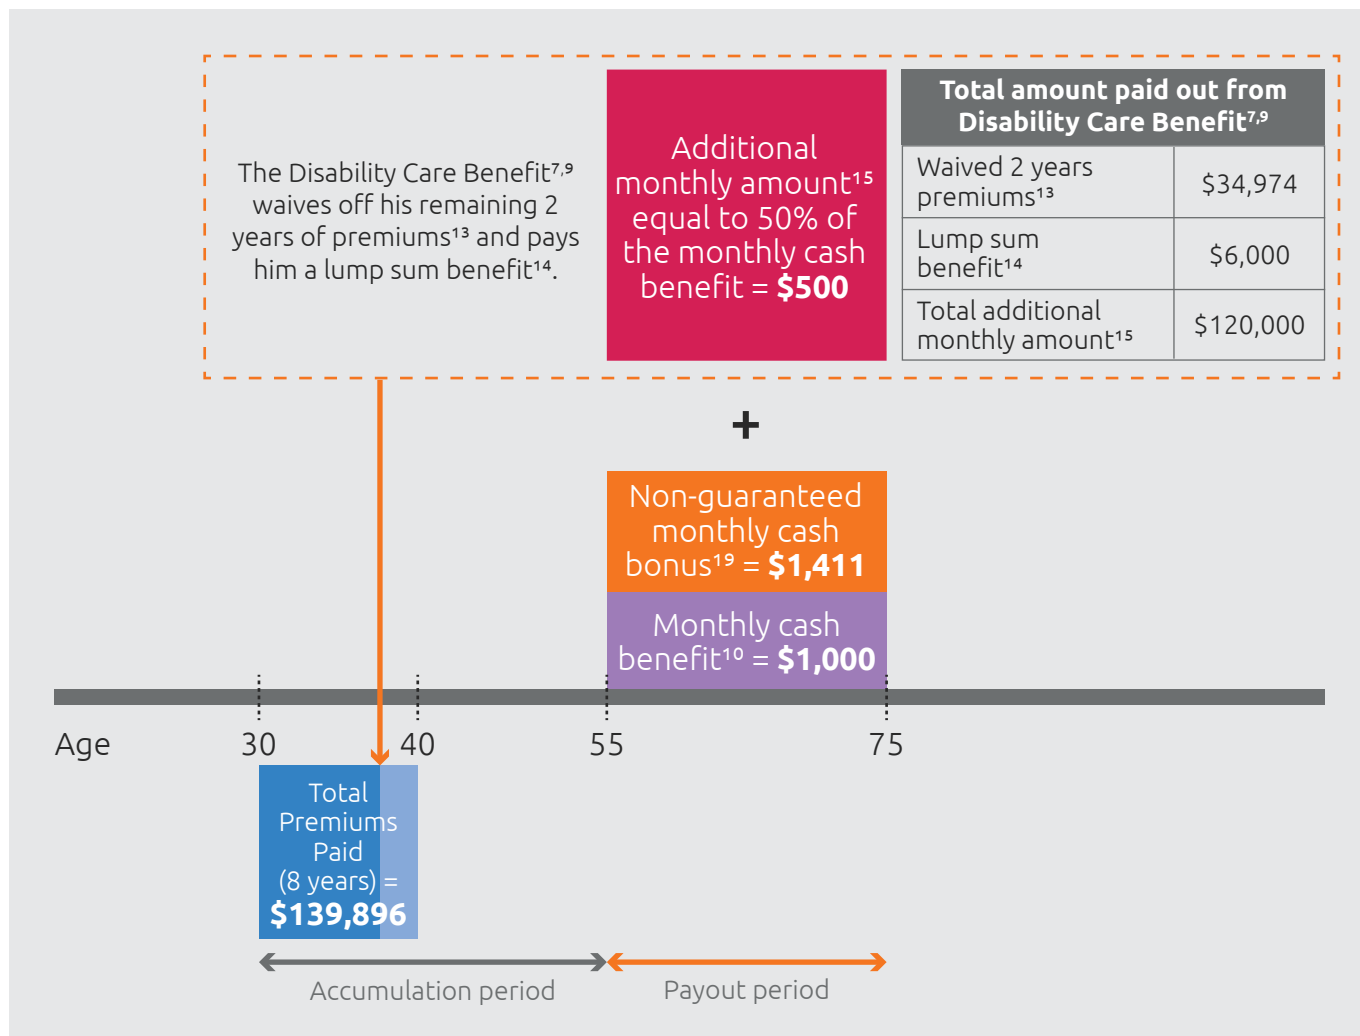 The Disability Care Benefit⁷,⁹
waives off his remaining 2
years of premiums¹³ and pays
him a lump sum benefit¹⁴.
Additional
monthly amount¹⁵
equal to 50% of
the monthly cash
benefit = $500
Total amount paid out from
Disability Care Benefit⁷,⁹
Waived 2 years
premiums¹³
$34,974
Lump sum
benefit¹⁴
$6,000
Total additional
monthly amount¹⁵
$120,000
+
Non-guaranteed
monthly cash
bonus¹⁹ = $1,411
Monthly cash
benefit¹⁰ = $1,000
Age 30 40 55 75
Total
Premiums
Paid
(8 years) =
$139,896
Accumulation period
Payout period